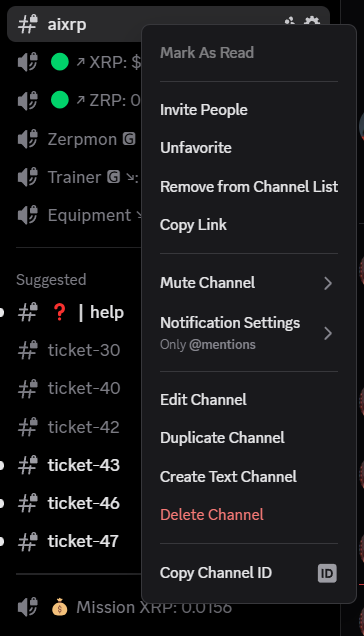 aixrp
Mark As Read
XRP: $
Invite People
ZRP: 0
Unfavorite
Zerpmon G
Trainer G
Remove from Channel List
Equipment
Copy Link
Suggested
Mute Channel
❓ | help
Notification Settings
Only @mentions
ticket-30
ticket-40
Edit Channel
ticket-42
Duplicate Channel
ticket-43
Create Text Channel
ticket-46
Delete Channel
ticket-47
Copy Channel ID ID
💰 Mission XRP: 0.0156